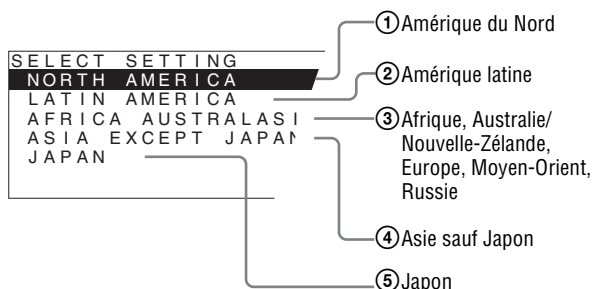 SELECT SETTING
NORTH AMERICA
LATIN AMERICA
AFRICA AUSTRALASI
ASIA EXCEPT JAPAN
JAPAN
①Amérique du Nord
②Amérique latine
③Afrique, Australie/
Nouvelle-Zélande,
Europe, Moyen-Orient,
Russie
④Asie sauf Japon
⑤Japon